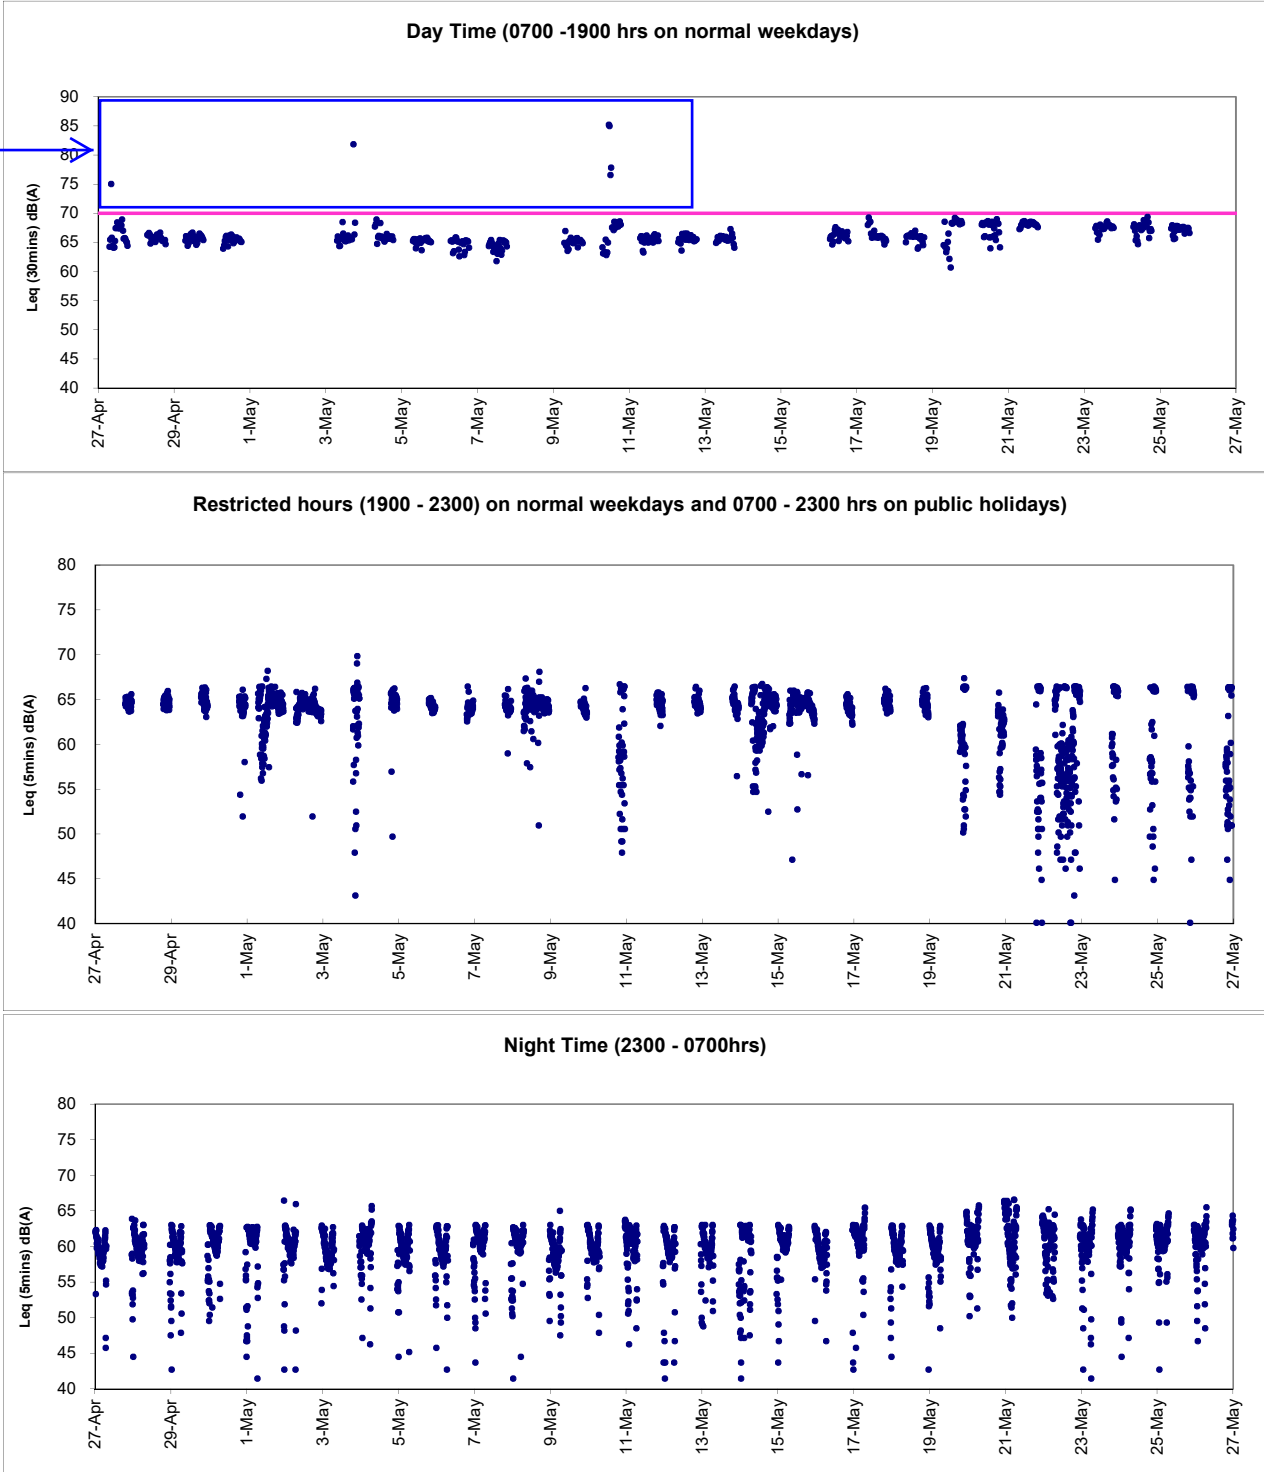 Day Time (0700 -1900 hrs on normal weekdays)
Leq (30mins) dB(A)
90
85
80
75
70
65
60
55
50
45
40
27-Apr
29-Apr
1-May
3-May
5-May
7-May
9-May
11-May
13-May
15-May
17-May
19-May
21-May
23-May
25-May
27-May
Restricted hours (1900 - 2300) on normal weekdays and 0700 - 2300 hrs on public holidays)
Leq (5mins) dB(A)
80
75
70
65
60
55
50
45
40
27-Apr
29-Apr
1-May
3-May
5-May
7-May
9-May
11-May
13-May
15-May
17-May
19-May
21-May
23-May
25-May
27-May
Night Time (2300 - 0700hrs)
Leq (5mins) dB(A)
80
75
70
65
60
55
50
45
40
27-Apr
29-Apr
1-May
3-May
5-May
7-May
9-May
11-May
13-May
15-May
17-May
19-May
21-May
23-May
25-May
27-May